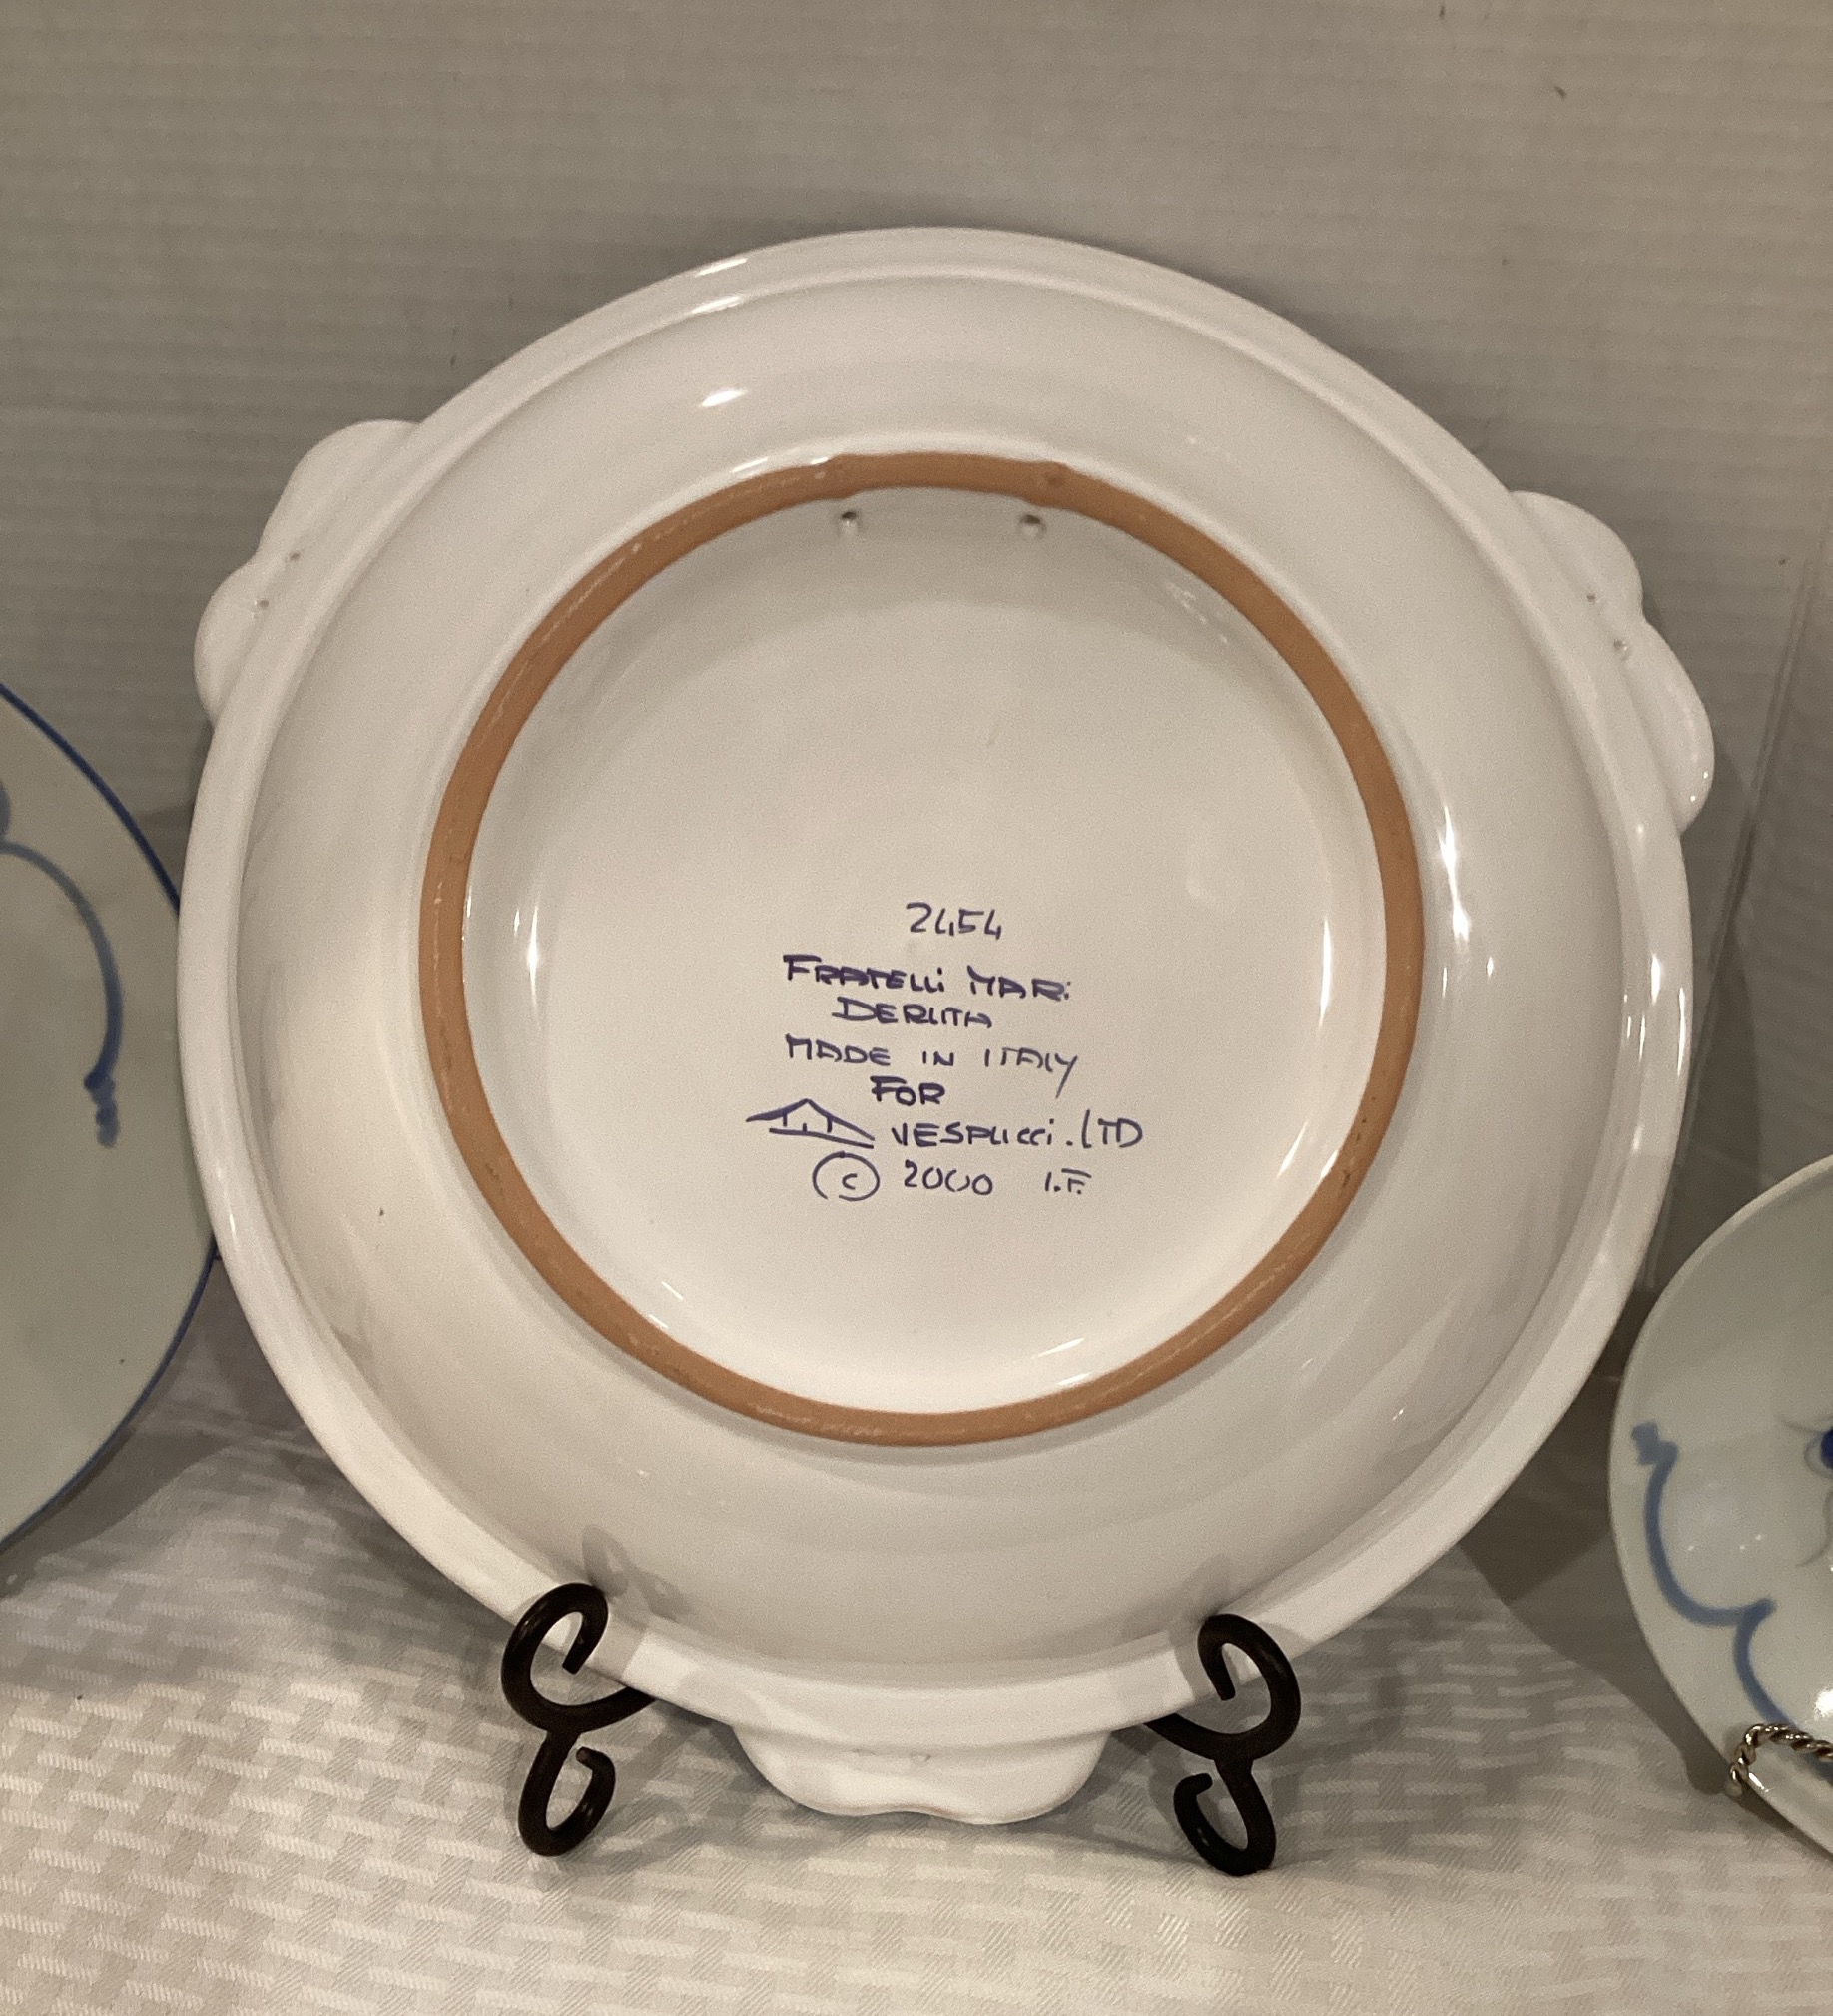 2454
FRATELLi MARi
DERUTA
MADE IN ITALY
FOR
VESPUCCi.LTD
© 2000 I.F.